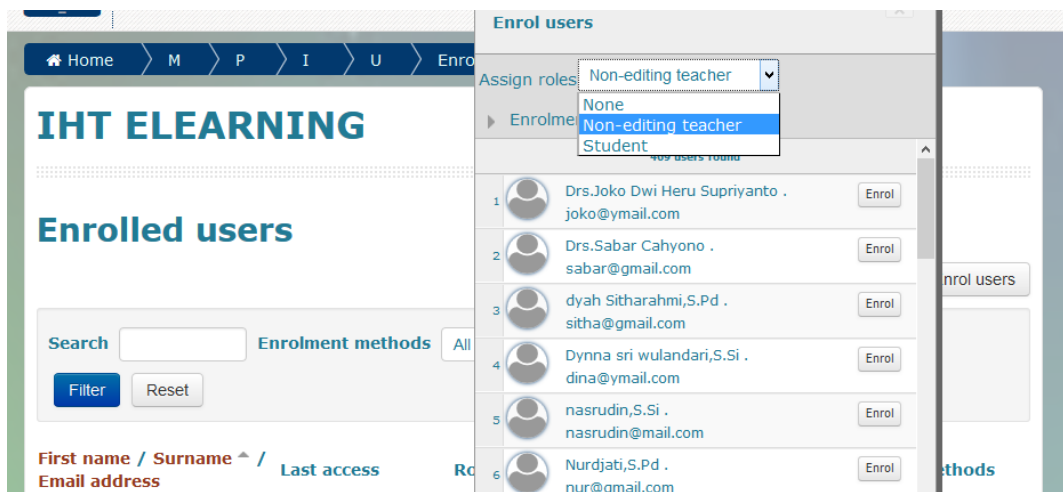 Home M P I U Enro
IHT ELEARNING
Enrolled users
nrol users
Search Enrolment methods All
Filter Reset
First name / Surname /
Email address
Last access
Ro
thods
Enrol users
Assign roles Non-editing teacher
None
Enrolme
Non-editing teacher
Student
409 users found
1 Drs.Joko Dwi Heru Supriyanto . Enrol
joko@ymail.com
2 Drs.Sabar Cahyono . Enrol
sabar@gmail.com
3 dyah Sitharahmi,S.Pd . Enrol
sitha@gmail.com
4 Dynna sri wulandari,S.Si . Enrol
dina@ymail.com
5 nasrudin,S.Si . Enrol
nasrudin@mail.com
6 Nurdjati,S.Pd . Enrol
nur@gmail.com